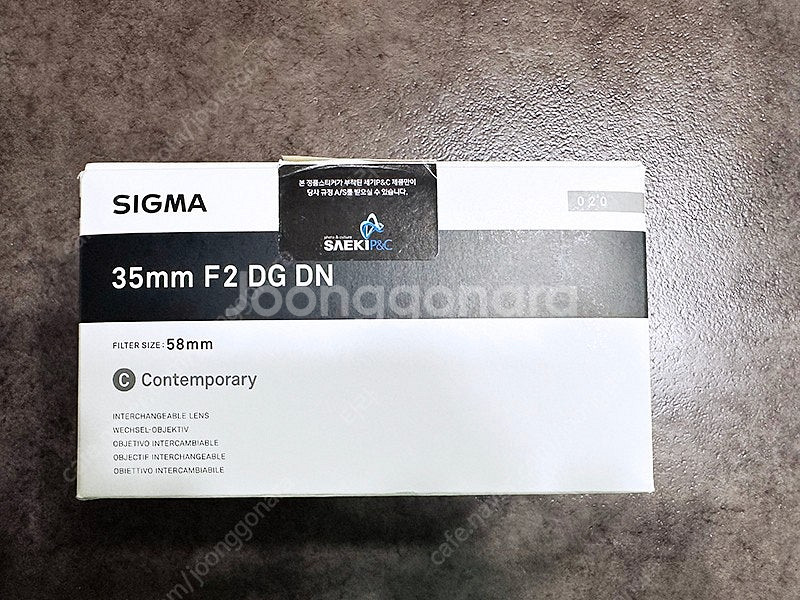 본 정품스티커가 부착된 세기P&C 제품만이
당사 규정 A/S를 받으실 수 있습니다.
SIGMA
020
photo & culture
SAEKI P&C
35mm F2 DG DN
Joonggonara
FILTER SIZE: 58mm
C Contemporary
INTERCHANGEABLE LENS
WECHSEL-OBJEKTIV
OBJETIVO INTERCAMBIABLE
OBJECTIF INTERCHANGEABLE
OBIETTIVO INTERCAMBIABILE